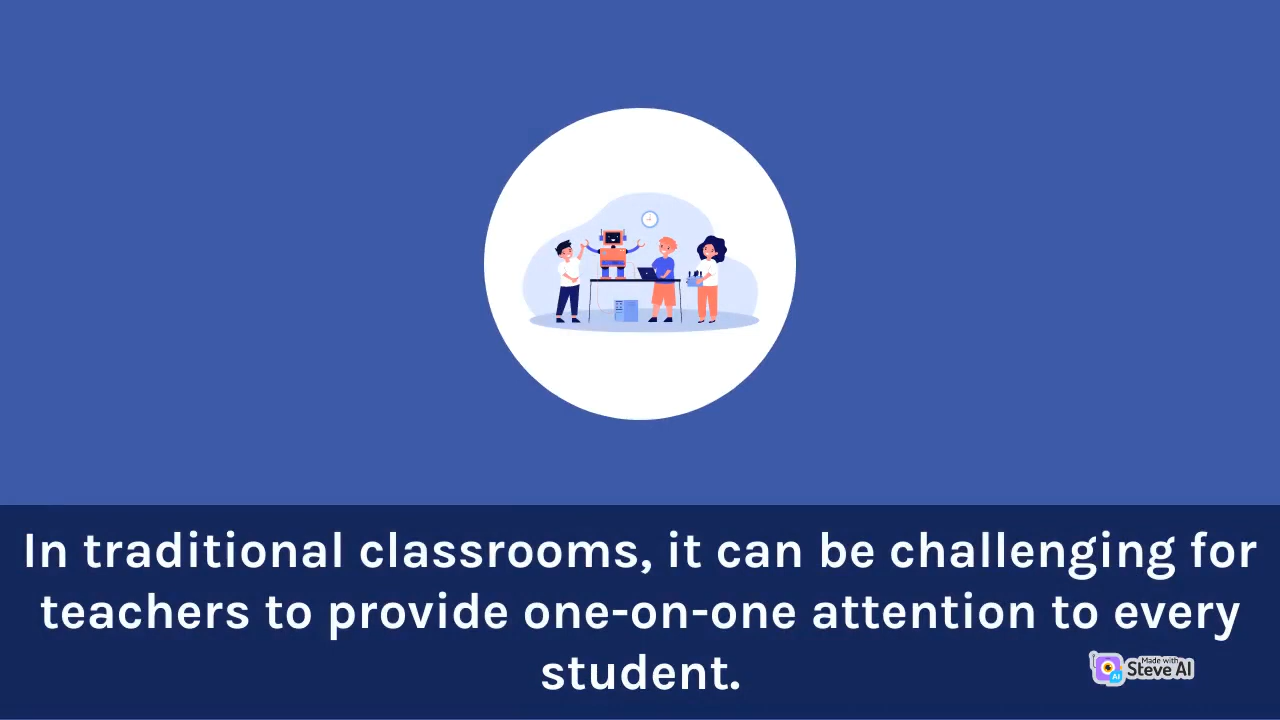 In traditional classrooms, it can be challenging for
teachers to provide one-on-one attention to every
student.
Made with
Steve AI
AI